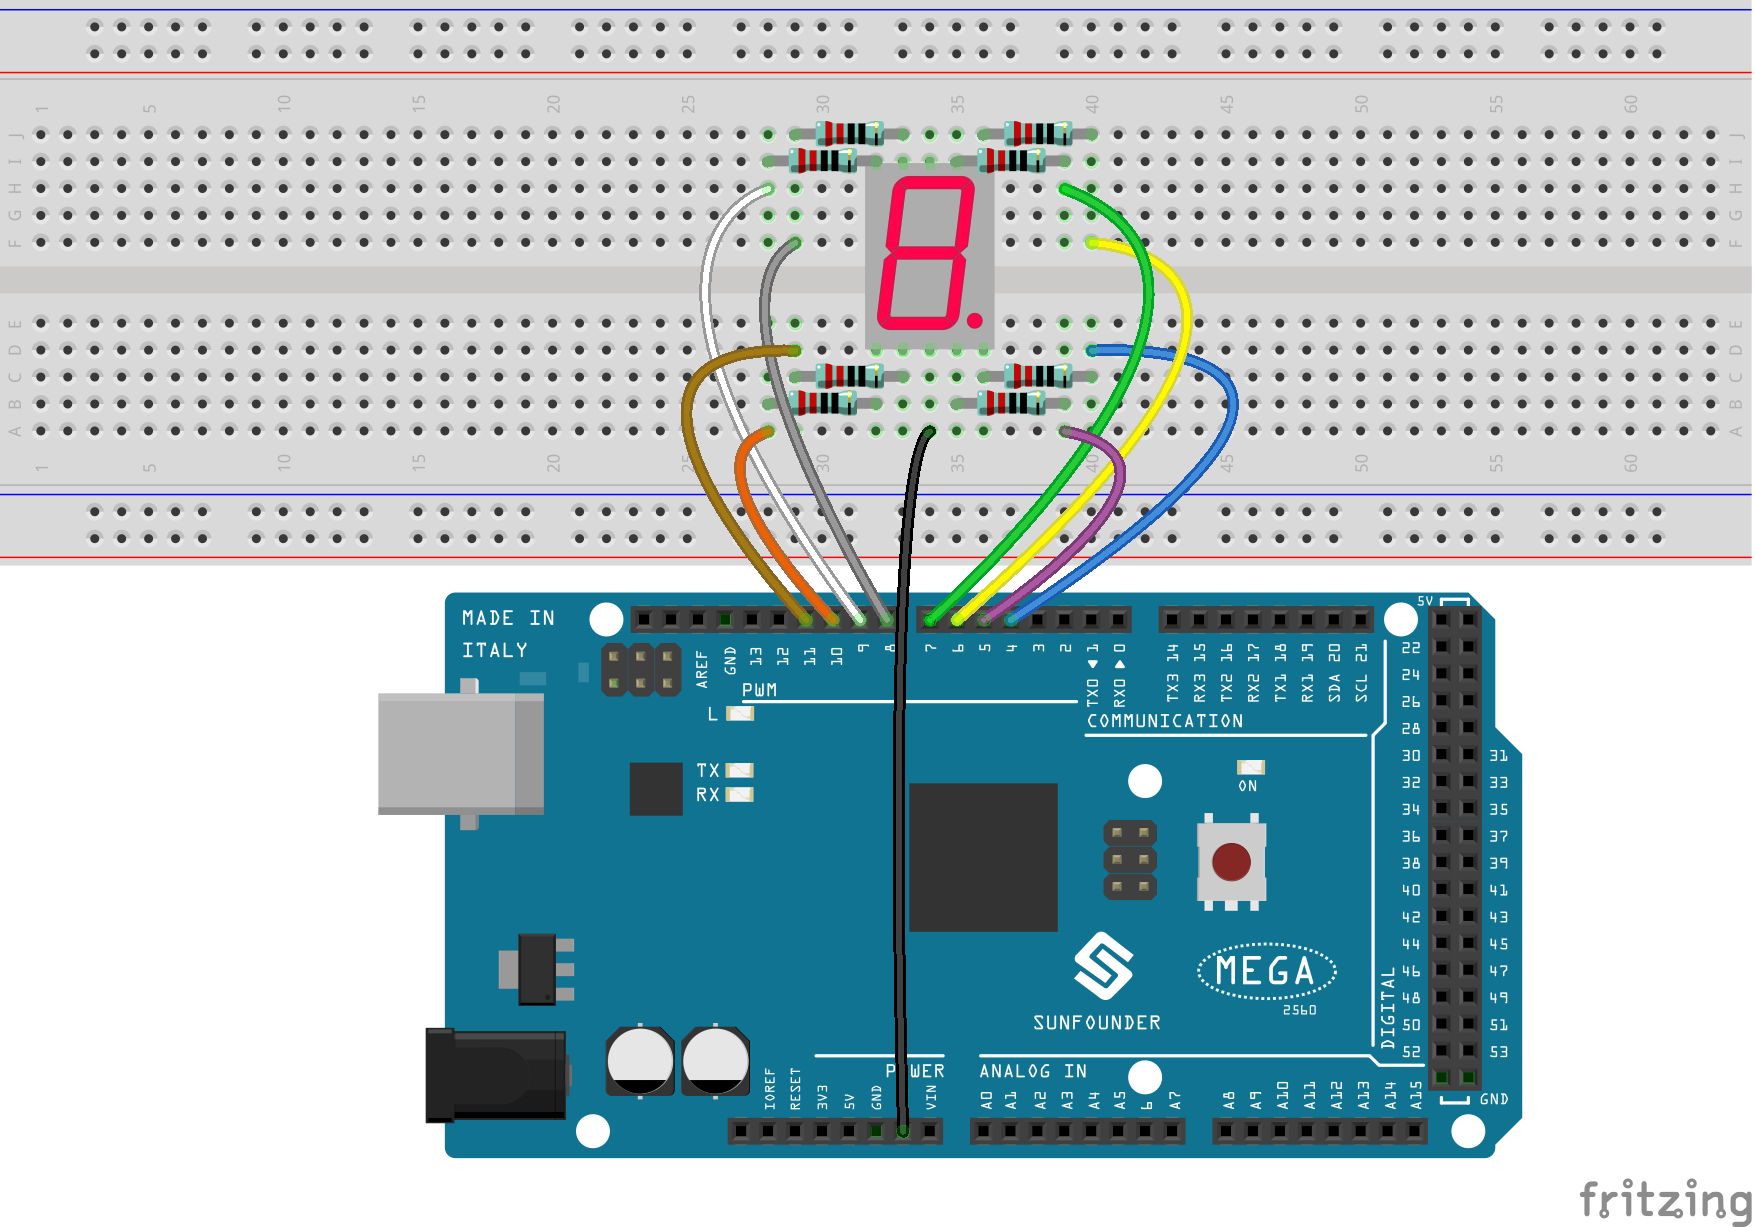 1 5 10 15 20 25 30 35 40 45 50 55 60
J J
I I
H H
G G
F F
E E
D D
C C
B B
A A
1 5 10 15 20 25 30 35 40 45 50 55 60
MADE IN
ITALY
AREF GND 13 12 11 10 9 8 7 6 5 4 3 2 TX0 1 RX0 0 TX3 14 RX3 15 TX2 16 RX2 17 TX1 18 RX1 19 SDA 20 SCL 21
5V
PWM
COMMUNICATION
L
TX
RX
ON
22
24
26
28
30 31
32 33
34 35
36 37
38 39
40 41
42 43
44 45
46 47
48 49
50 51
52 53
GND
DIGITAL
MEGA
2560
SUNFOUNDER
P WER
ANALOG IN
IOREF RESET 3V3 5V GND VIN A0 A1 A2 A3 A4 A5 6 A7 A8 A9 A10 A11 A12 A13 A14 A15
fritzing